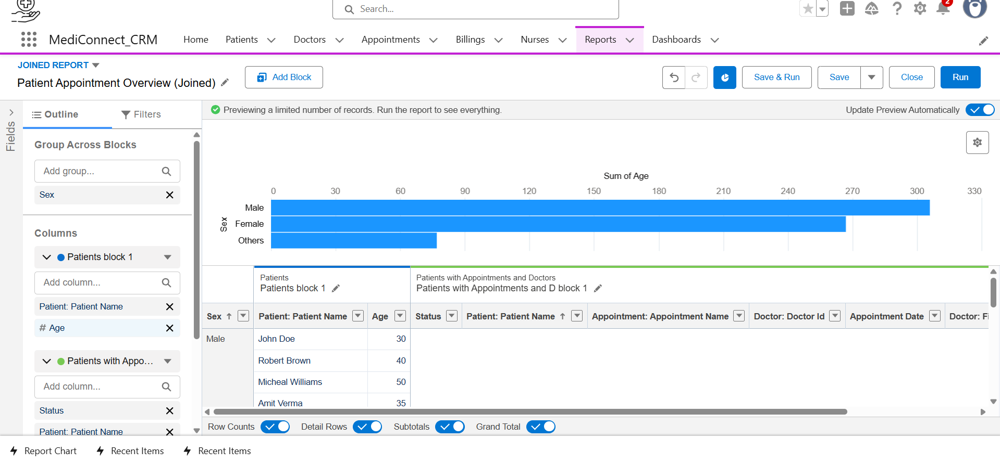 Search...
2
MediConnect_CRM Home Patients Doctors Appointments Billings Nurses Reports Dashboards
JOINED REPORT
Patient Appointment Overview (Joined)
Add Block
Save & Run Save Close Run
Fields
Outline Filters
Previewing a limited number of records. Run the report to see everything.
Update Preview Automatically
Group Across Blocks
Add group...
Sex
Columns
Patients block 1
Add column...
Patient: Patient Name
# Age
Patients with Appo...
Add column...
Status
Patient: Patient Name
Sum of Age
0 30 60 90 120 150 180 210 240 270 300 330
Sex
Male
Female
Others
Patients
Patients block 1
Patients with Appointments and Doctors
Patients with Appointments and D block 1
Sex ↑ Patient: Patient Name Age Status Patient: Patient Name ↑ Appointment: Appointment Name Doctor: Doctor Id Appointment Date Doctor: Fi
Male John Doe 30
Robert Brown 40
Micheal Williams 50
Amit Verma 35
Row Counts Detail Rows Subtotals Grand Total
Report Chart Recent Items Recent Items